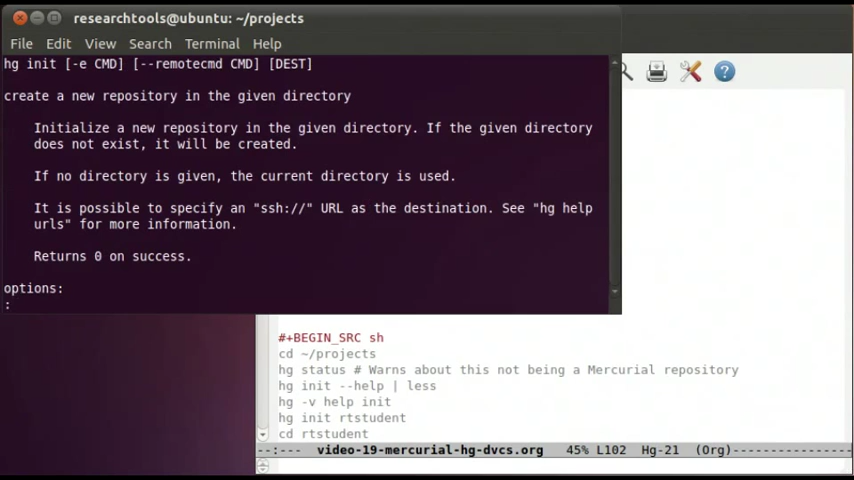 researchtools@ubuntu: ~/projects
File Edit View Search Terminal Help
hg init [-e CMD] [--remotecmd CMD] [DEST]
create a new repository in the given directory
Initialize a new repository in the given directory. If the given directory
does not exist, it will be created.
If no directory is given, the current directory is used.
It is possible to specify an "ssh://" URL as the destination. See "hg help
urls" for more information.
Returns 0 on success.
options:
:
#+BEGIN_SRC sh
cd ~/projects
hg status # Warns about this not being a Mercurial repository
hg init --help | less
hg -v help init
hg init rtstudent
cd rtstudent
--:--- video-19-mercurial-hg-dvcs.org 45% L102 Hg-21 (Org)----------------